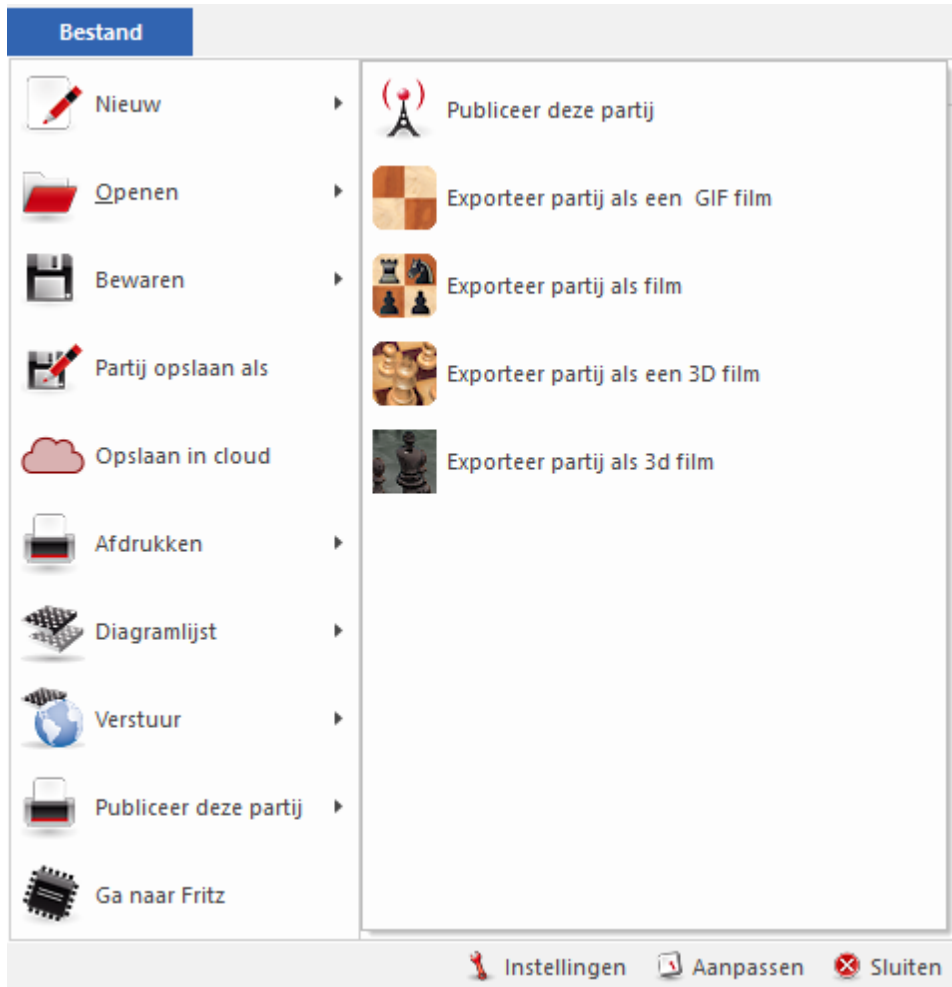 Bestand
Nieuw
Openen
Bewaren
Partij opslaan als
Opslaan in cloud
Afdrukken
Diagramlijst
Verstuur
Publiceer deze partij
Ga naar Fritz
Publiceer deze partij
Exporteer partij als een  GIF film
Exporteer partij als film
Exporteer partij als een 3D film
Exporteer partij als 3d film
Instellingen
Aanpassen
Sluiten